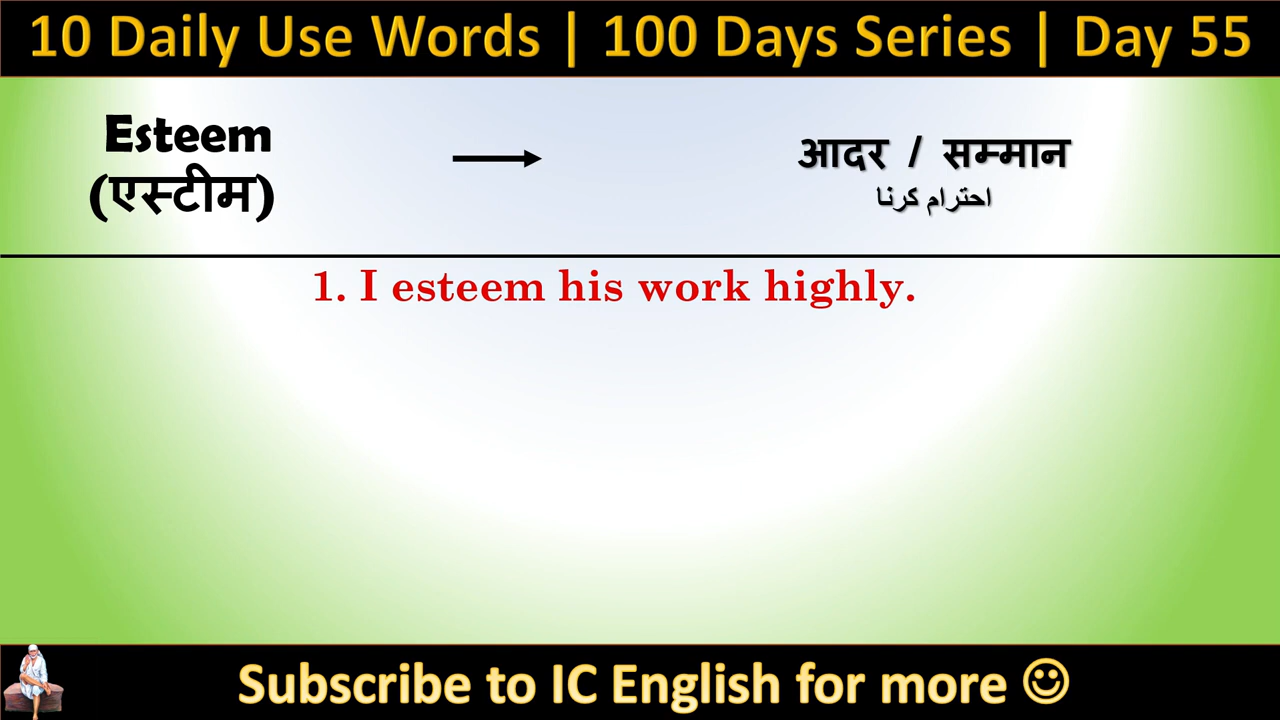 10 Daily Use Words | 100 Days Series | Day 55
Esteem
(एस्टीम)
आदर / सम्मान
احترام کرنا
1. I esteem his work highly.
Subscribe to IC English for more ☺